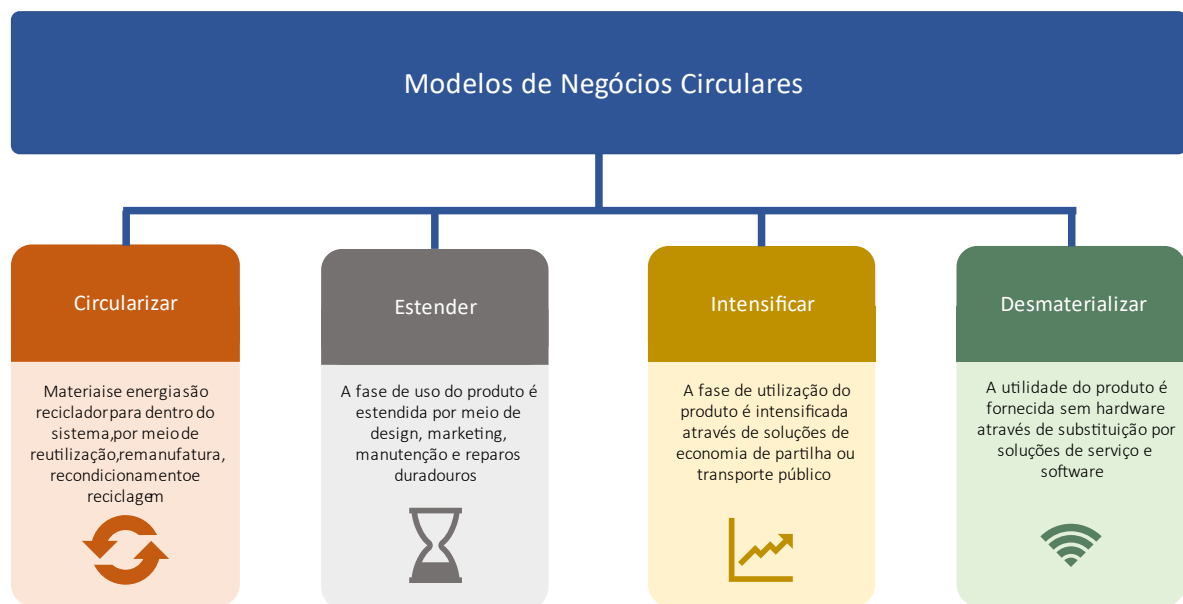 Modelos de Negócios Circulares
Circularizar
Materiaise energiasão
recicladorpara dentro do
sistema,por meiode
reutilização,remanufatura,
recondicionamentoe
reciclagem
Estender
A fase de uso do produto é
estendida por meio de
design, marketing,
manutenção e reparos
duradouros
Intensificar
A fase de utilização do
produto é intensificada
através de soluções de
economia de partilha ou
transporte público
Desmaterializar
A utilidade do produto é
fornecida sem hardware
através de substituição por
soluções de serviço e
software